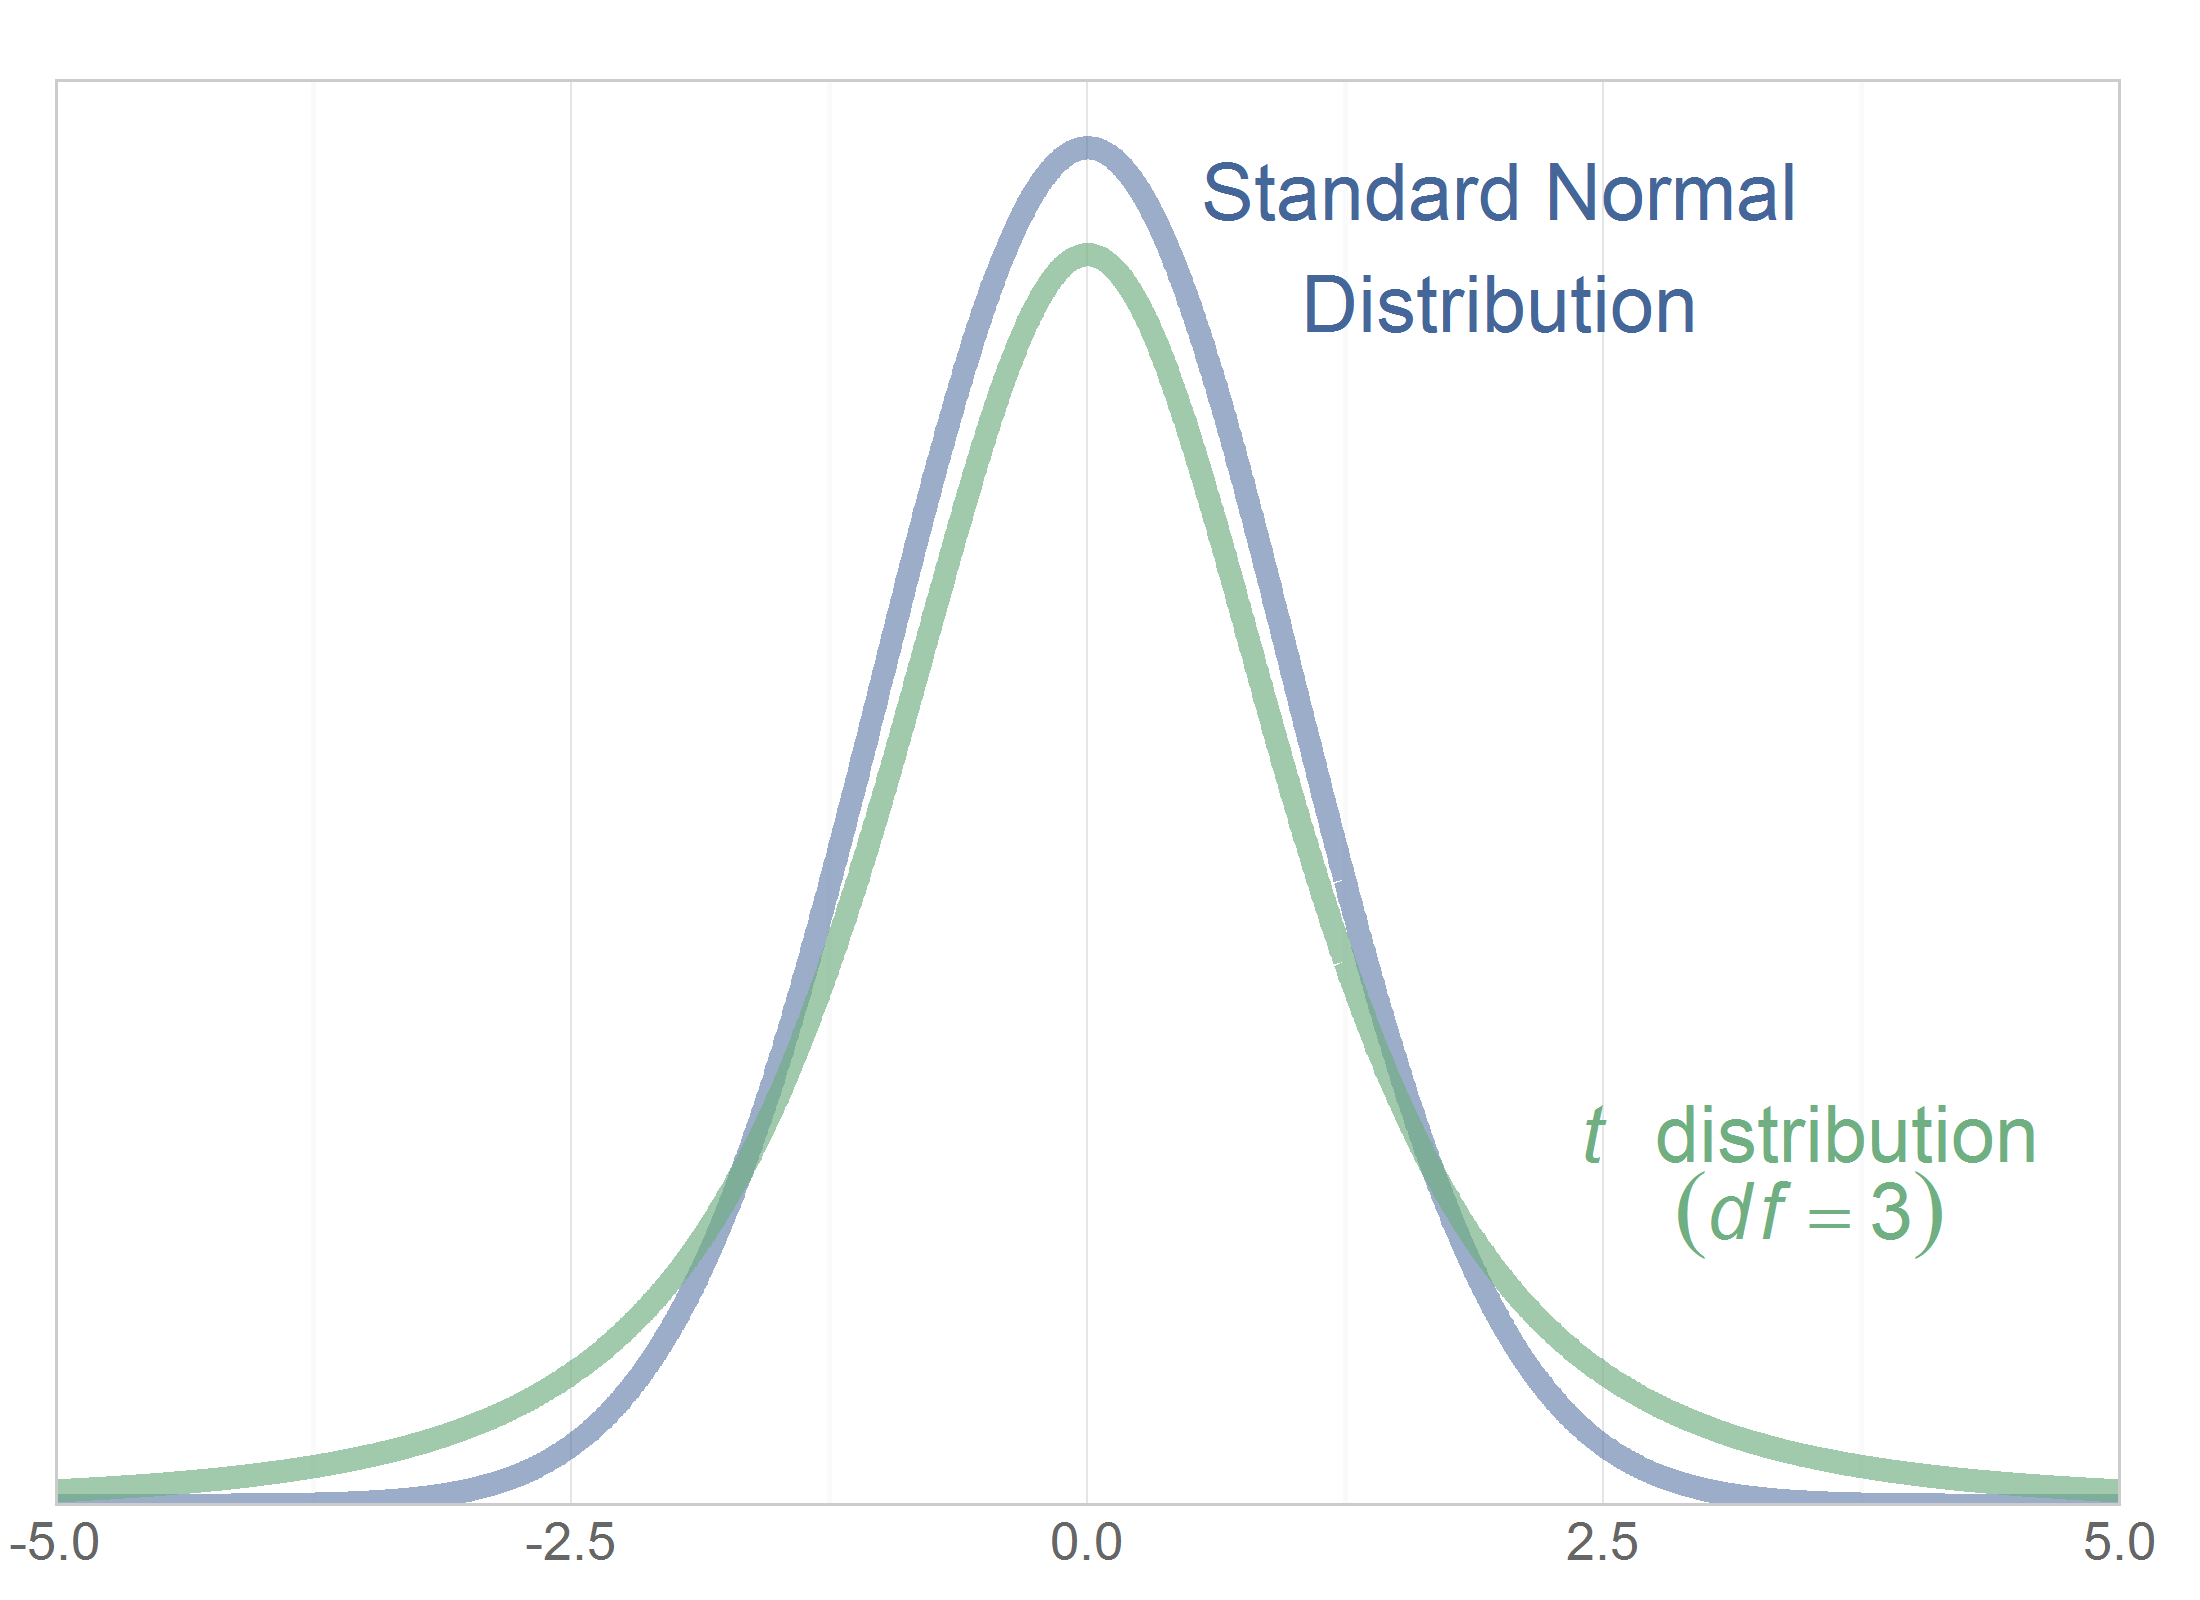 Standard Normal
Distribution
t distribution
(df = 3)
-5.0 -2.5 0.0 2.5 5.0